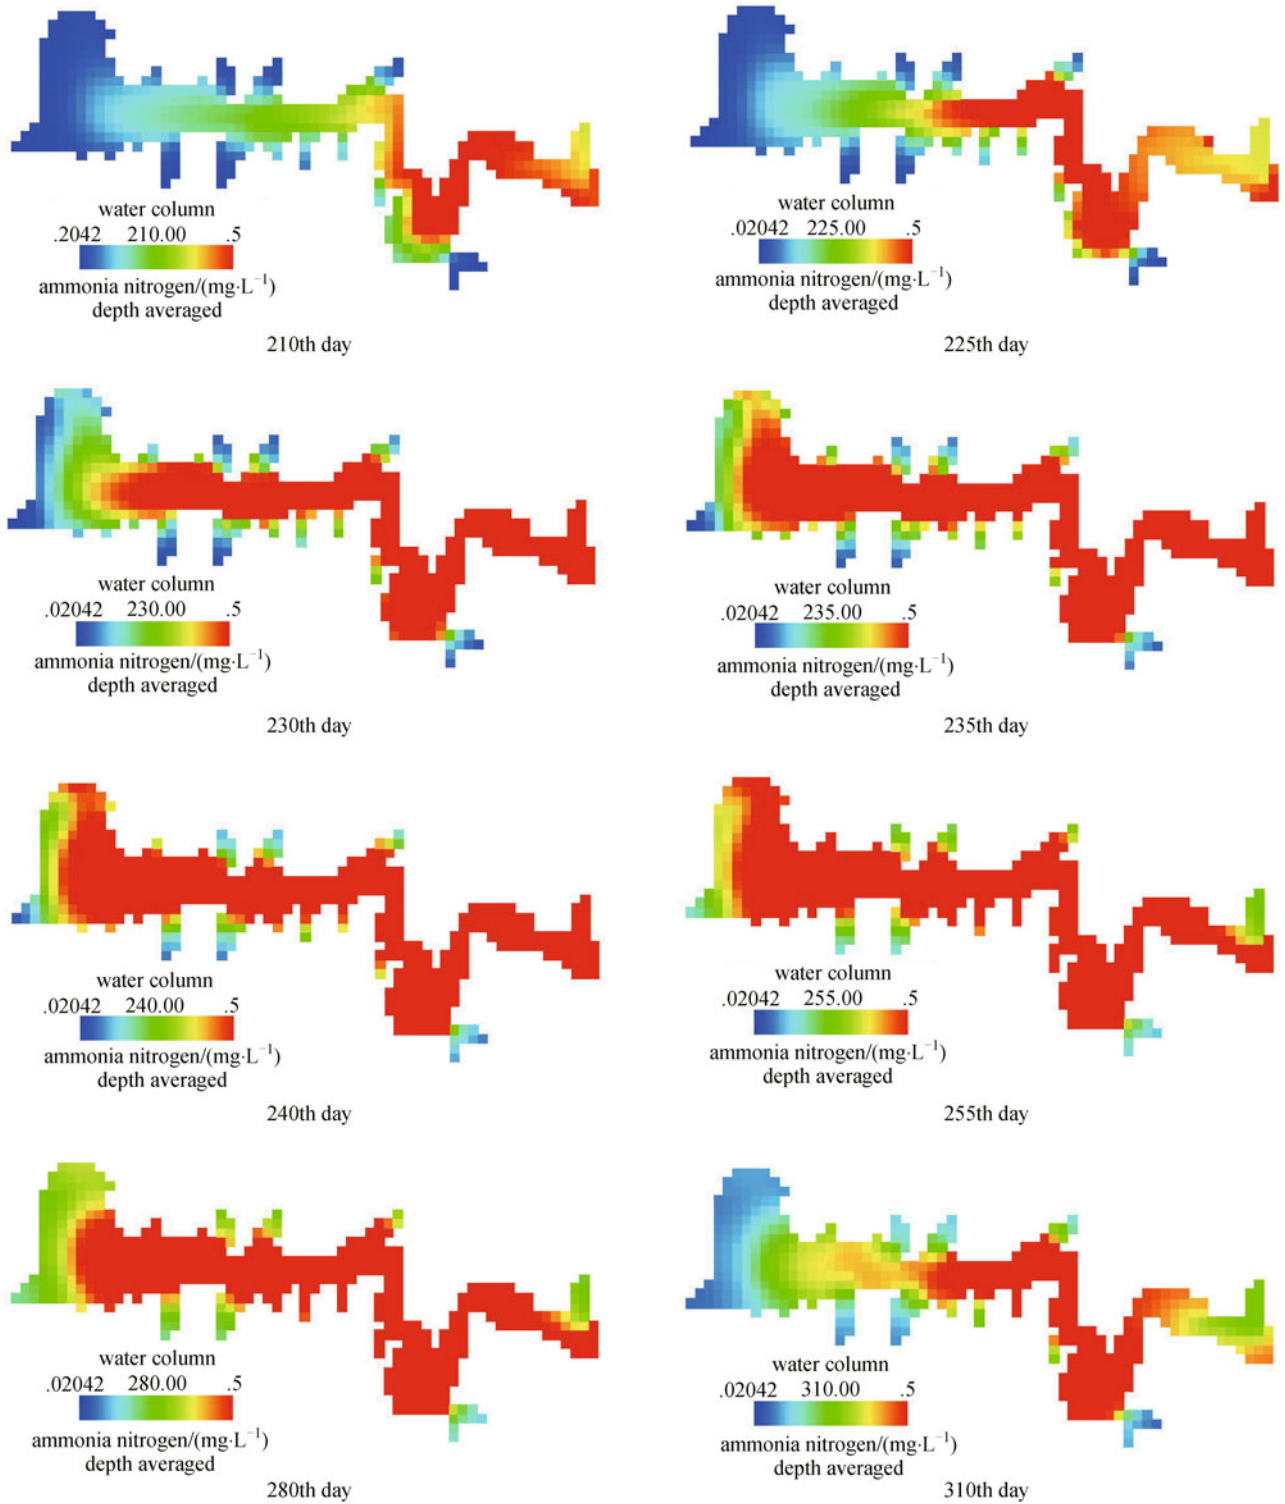 water column
.2042 210.00 .5
ammonia nitrogen/(mg·L⁻¹)
depth averaged
210th day
water column
.02042 225.00 .5
ammonia nitrogen/(mg·L⁻¹)
depth averaged
225th day
water column
.02042 230.00 .5
ammonia nitrogen/(mg·L⁻¹)
depth averaged
230th day
water column
.02042 235.00 .5
ammonia nitrogen/(mg·L⁻¹)
depth averaged
235th day
water column
.02042 240.00 .5
ammonia nitrogen/(mg·L⁻¹)
depth averaged
240th day
water column
.02042 255.00 .5
ammonia nitrogen/(mg·L⁻¹)
depth averaged
255th day
water column
.02042 280.00 .5
ammonia nitrogen/(mg·L⁻¹)
depth averaged
280th day
water column
.02042 310.00 .5
ammonia nitrogen/(mg·L⁻¹)
depth averaged
310th day